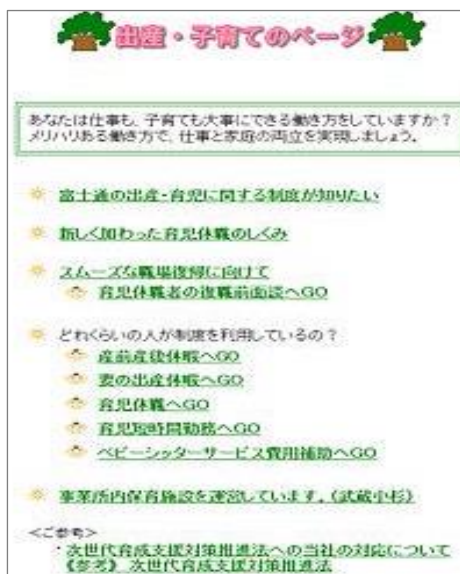 出産・子育てのページ
あなたは仕事も、子育ても大事にできる働き方をしていますか？
メリハリある働き方で、仕事と家庭の両立を実現しましょう。
富士通の出産・育児に関する制度が知りたい
新しく加わった育児休職のしくみ
スムーズな職場復帰に向けて
育児休職者の復職前面談へGO
どれくらいの人が制度を利用しているの？
産前産後休暇へGO
妻の出産休暇へGO
育児休職へGO
育児短時間勤務へGO
ベビーシッターサービス費用補助へGO
事業所内保育施設を運営しています。（武蔵小杉）
＜ご参考＞
・次世代育成支援対策推進法への当社の対応について
《参考》 次世代育成支援対策推進法